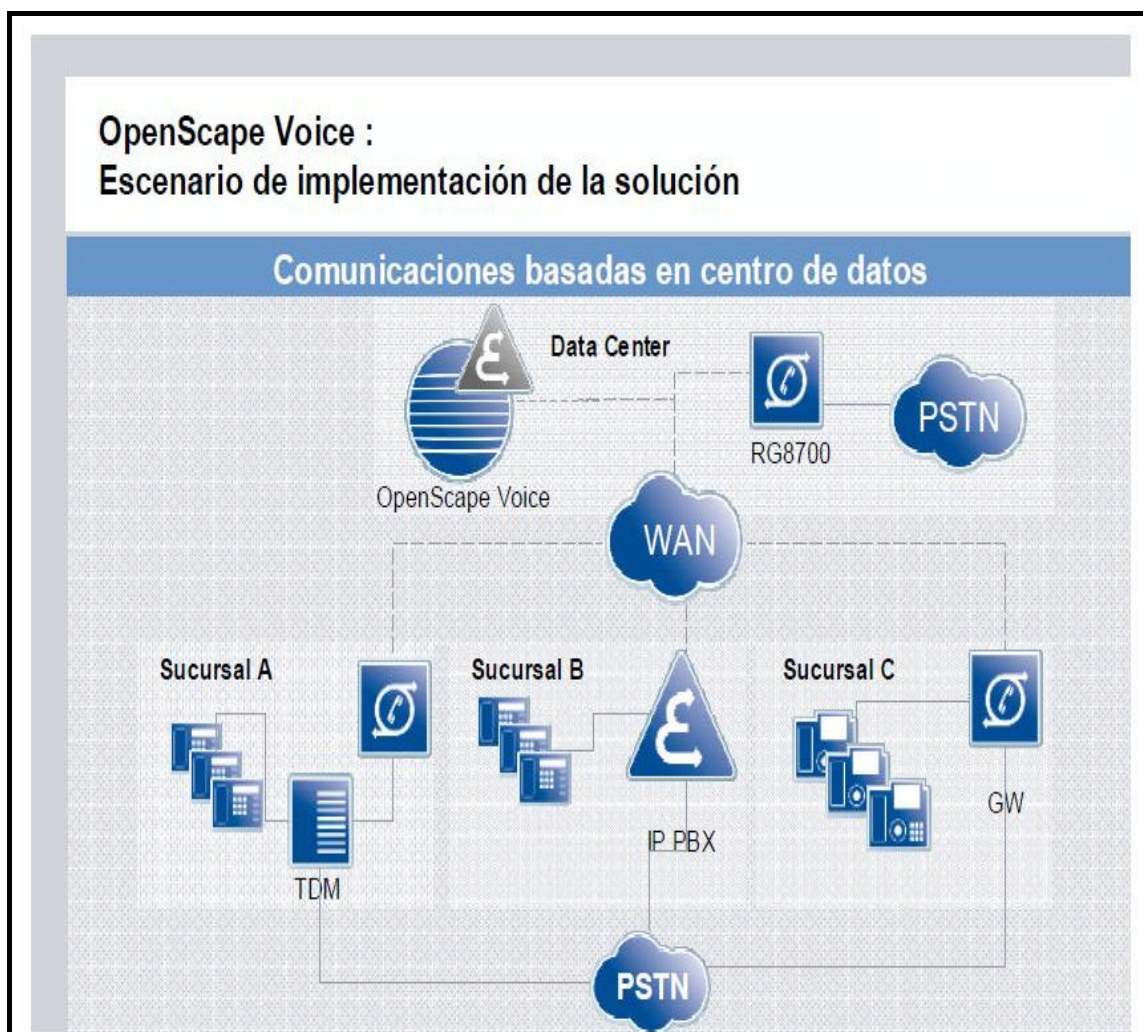 OpenScape Voice :
Escenario de implementación de la solución
Comunicaciones basadas en centro de datos
Data Center
PSTN
RG8700
OpenScape Voice
WAN
Sucursal A
Sucursal B
Sucursal C
GW
IP PBX
TDM
PSTN